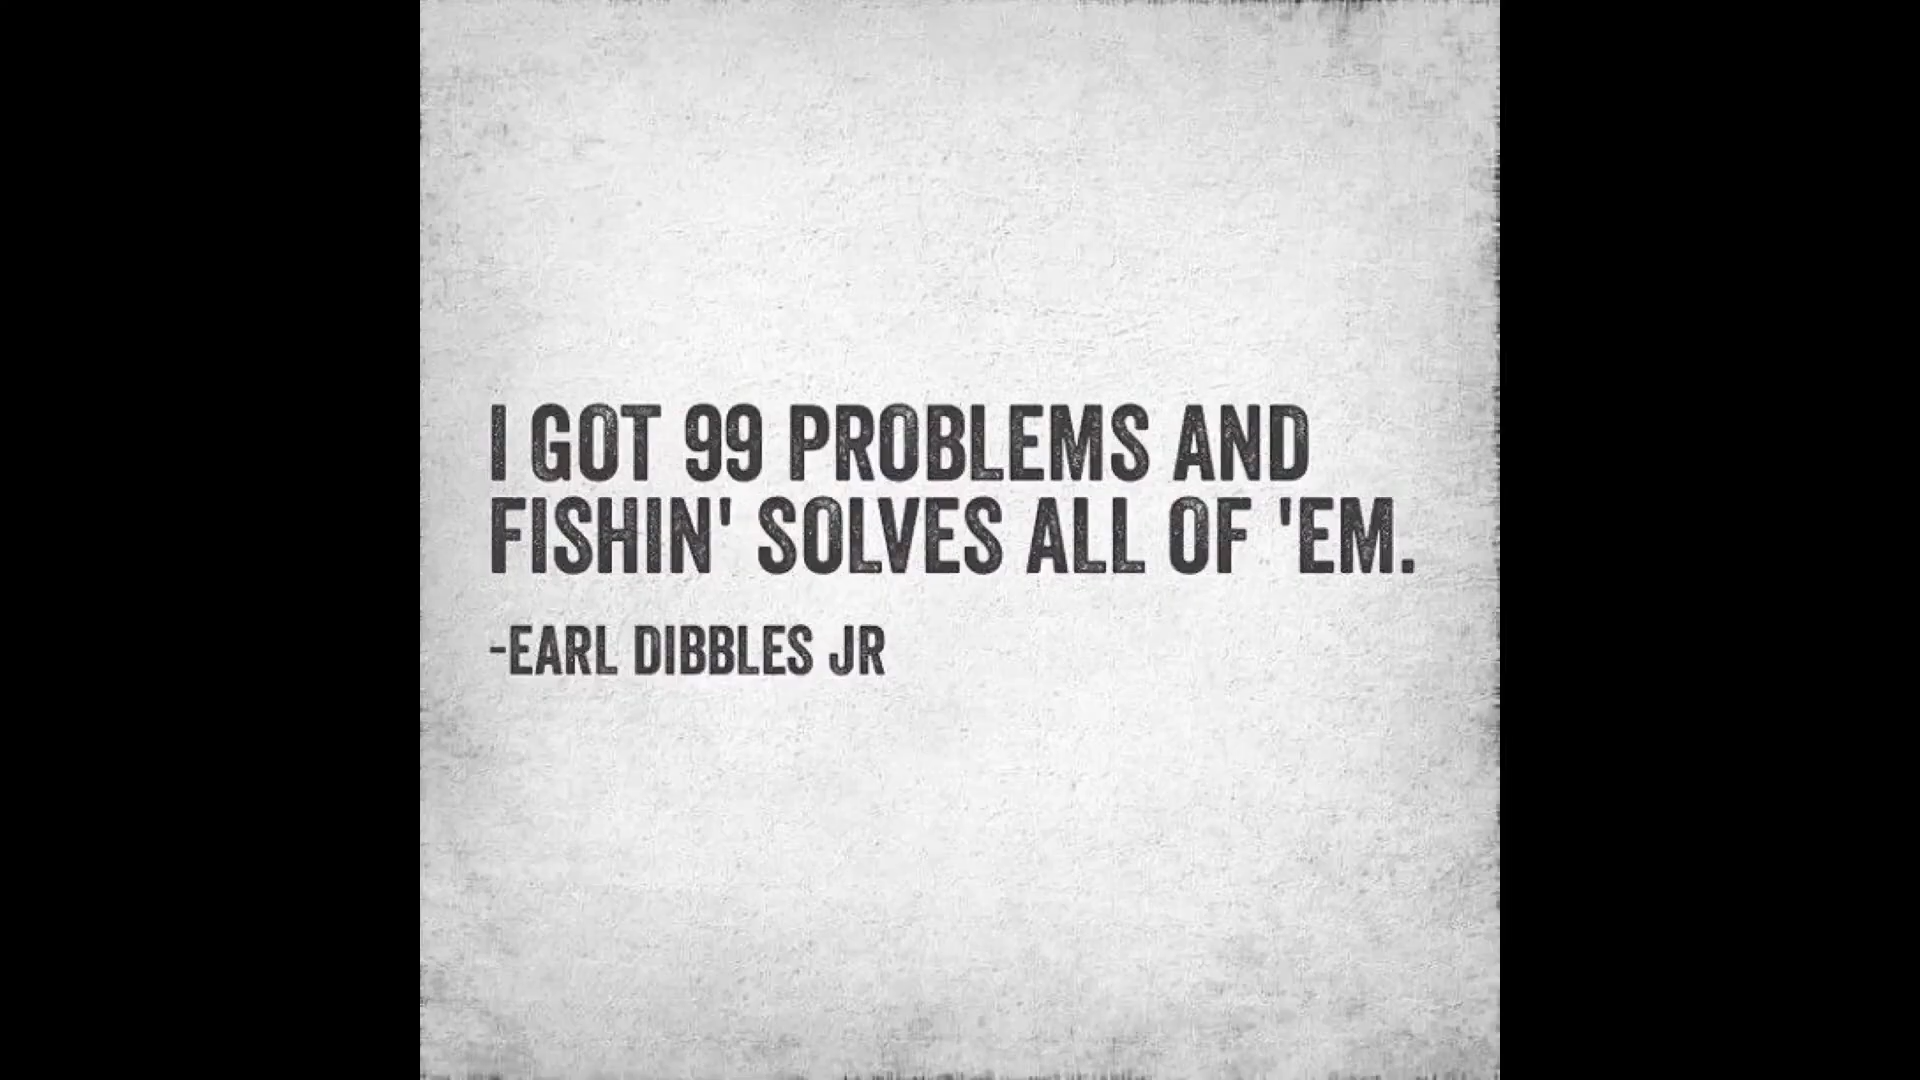 I GOT 99 PROBLEMS AND
FISHIN' SOLVES ALL OF 'EM.
-EARL DIBBLES JR